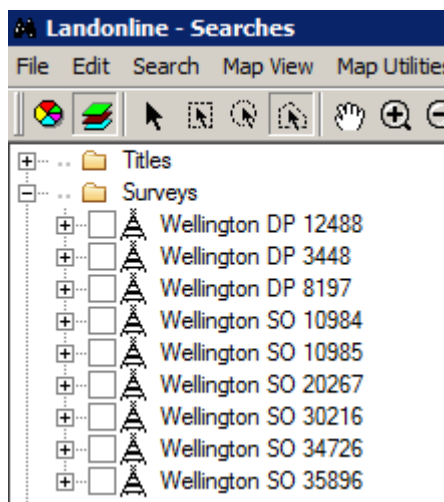 Landonline - Searches
File Edit Search Map View Map Utilities
Titles
Surveys
Wellington DP 12488
Wellington DP 3448
Wellington DP 8197
Wellington SO 10984
Wellington SO 10985
Wellington SO 20267
Wellington SO 30216
Wellington SO 34726
Wellington SO 35896